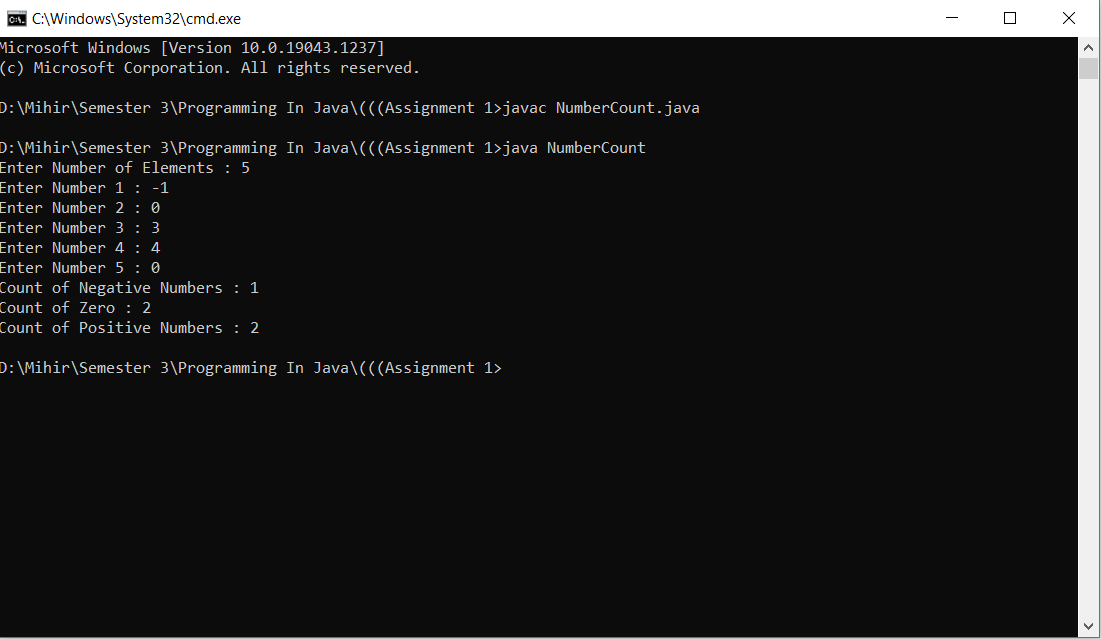 C:\Windows\System32\cmd.exe
Microsoft Windows [Version 10.0.19043.1237]
(c) Microsoft Corporation. All rights reserved.
D:\Mihir\Semester 3\Programming In Java\(((Assignment 1>javac NumberCount.java
D:\Mihir\Semester 3\Programming In Java\(((Assignment 1>java NumberCount
Enter Number of Elements : 5
Enter Number 1 : -1
Enter Number 2 : 0
Enter Number 3 : 3
Enter Number 4 : 4
Enter Number 5 : 0
Count of Negative Numbers : 1
Count of Zero : 2
Count of Positive Numbers : 2
D:\Mihir\Semester 3\Programming In Java\(((Assignment 1>